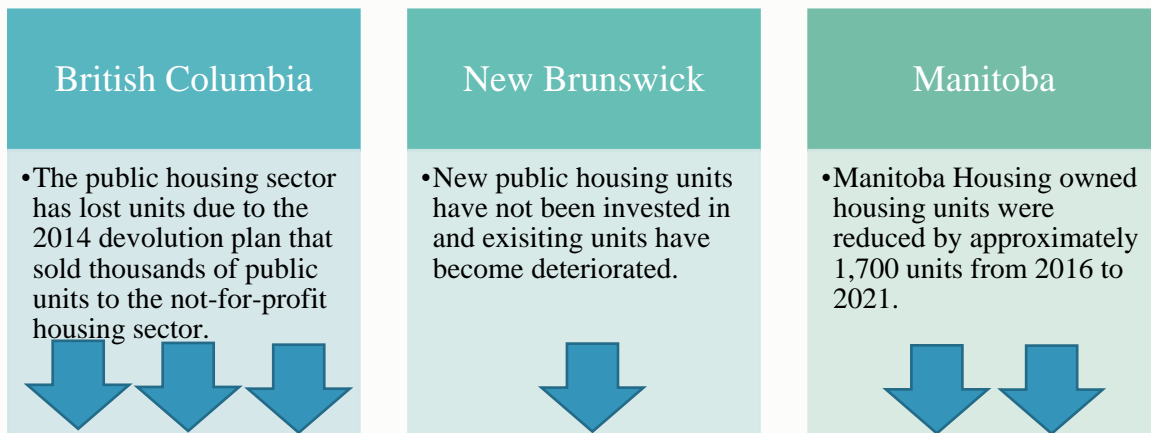 British Columbia
•The public housing sector
has lost units due to the
2014 devolution plan that
sold thousands of public
units to the not-for-profit
housing sector.
New Brunswick
•New public housing units
have not been invested in
and exisiting units have
become deteriorated.
Manitoba
•Manitoba Housing owned
housing units were
reduced by approximately
1,700 units from 2016 to
2021.